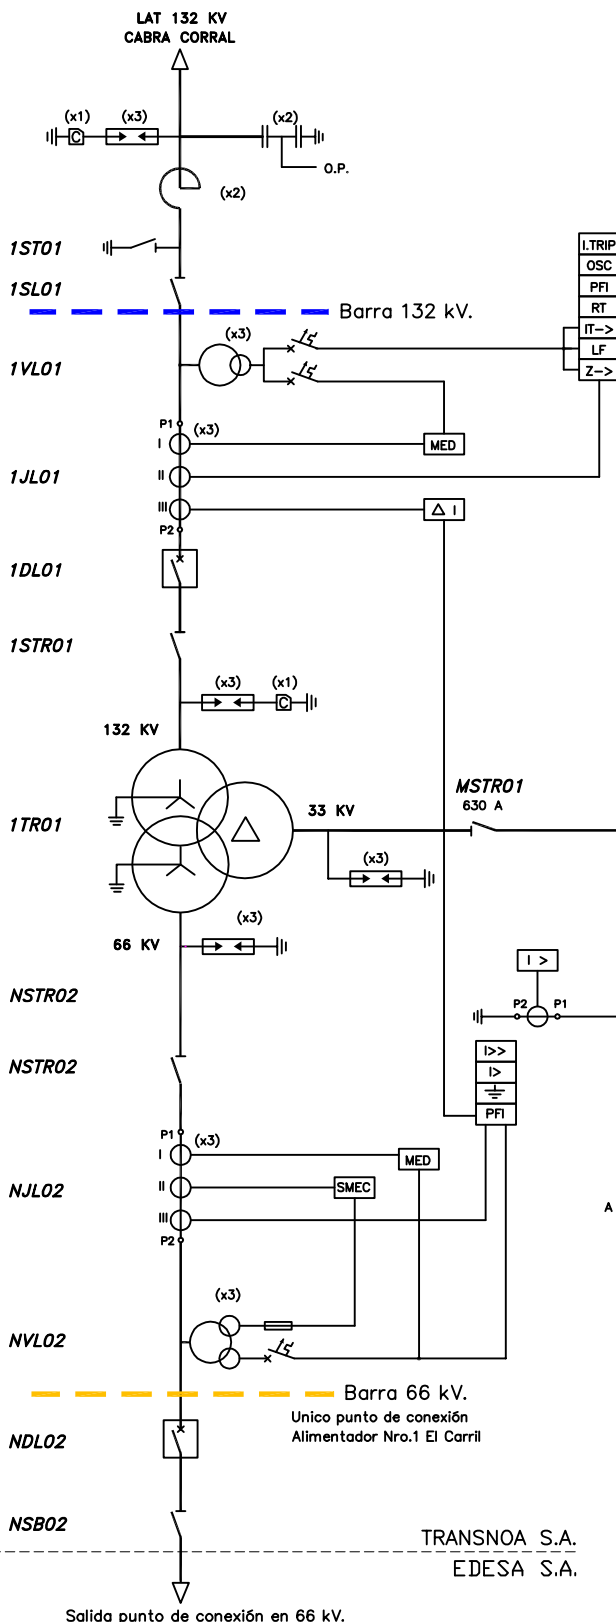 LAT 132 KV
CABRA CORRAL
(x1)
(x3)
(x2)
C
O.P.
(x2)
1ST01
1SL01
Barra 132 kV.
I.TRIP
OSC
PFI
RT
IT->
LF
Z->
(x3)
1VL01
P1
(x3)
I
MED
1JL01
II
III
Δ I
P2
1DL01
1STR01
(x3)
(x1)
C
132 KV
MSTR01
630 A
33 KV
1TR01
(x3)
(x3)
66 KV
I >
NSTR02
P2
P1
I>>
I>
PFI
NSTR02
P1
(x3)
I
MED
NJL02
II
SMEC
III
A
P2
(x3)
NVL02
Barra 66 kV.
Unico punto de conexión
Alimentador Nro.1 El Carril
NDL02
NSB02
TRANSNOA S.A.
EDESA S.A.
Salida punto de conexión en 66 kV.